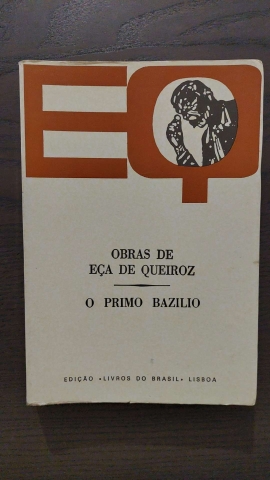 EQ
OBRAS DE
EÇA DE QUEIROZ
O PRIMO BAZILIO
EDIÇÃO «LIVROS DO BRASIL» LISBOA